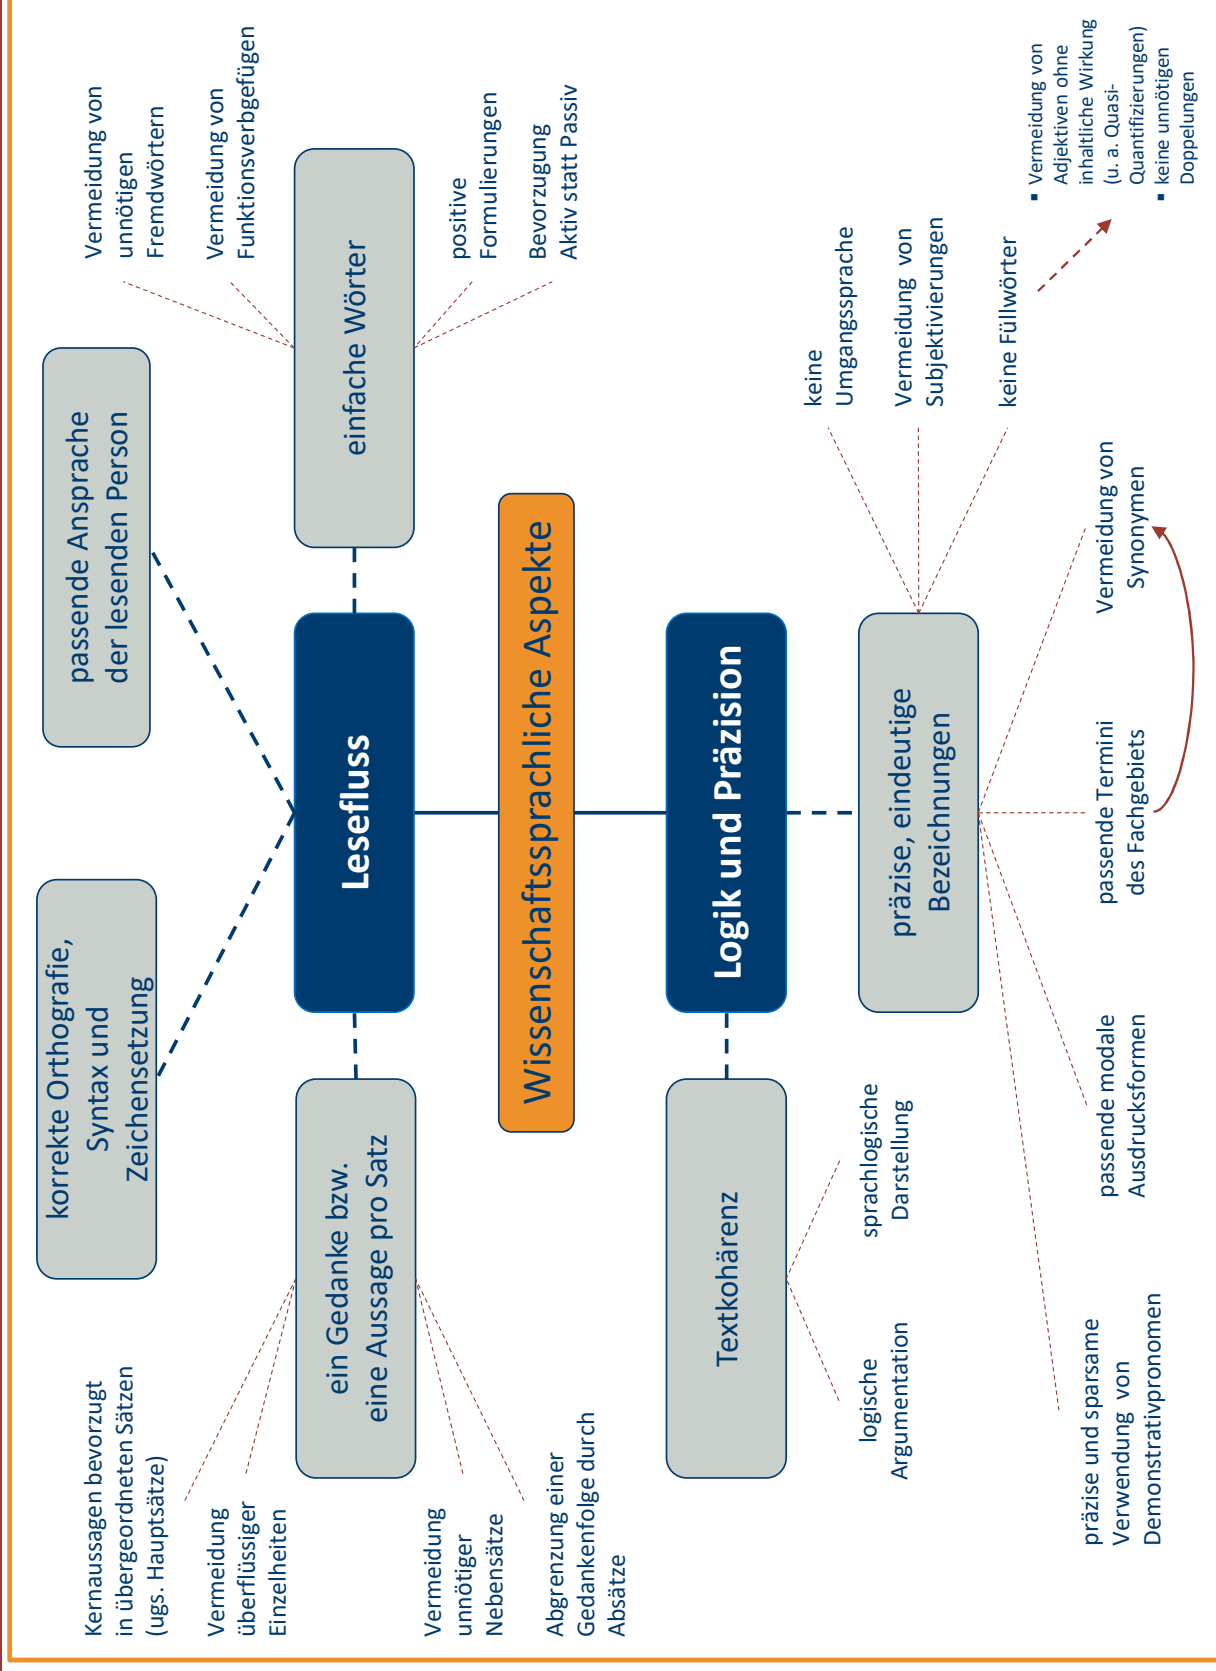 korrekte Orthografie,
Syntax und
Zeichensetzung
passende Ansprache
der lesenden Person
Kernaussagen bevorzugt
in übergeordneten Sätzen
(ugs. Hauptsätze)
Vermeidung
überflüssiger
Einzelheiten
ein Gedanke bzw.
eine Aussage pro Satz
Vermeidung
unnötiger
Nebensätze
Abgrenzung einer
Gedankenfolge durch
Absätze
Lesefluss
einfache Wörter
Vermeidung von
unnötigen
Fremdwörtern
Vermeidung von
Funktionsverbgefügen
positive
Formulierungen
Bevorzugung
Aktiv statt Passiv
Wissenschaftssprachliche Aspekte
Textkohärenz
logische
Argumentation
sprachlogische
Darstellung
Logik und Präzision
präzise, eindeutige
Bezeichnungen
keine
Umgangssprache
Vermeidung von
Subjektivierungen
keine Füllwörter
▪ Vermeidung von
Adjektiven ohne
inhaltliche Wirkung
(u. a. Quasi-
Quantifizierungen)
▪ keine unnötigen
Doppelungen
präzise und sparsame
Verwendung von
Demonstrativpronomen
passende modale
Ausdrucksformen
passende Termini
des Fachgebiets
Vermeidung von
Synonymen